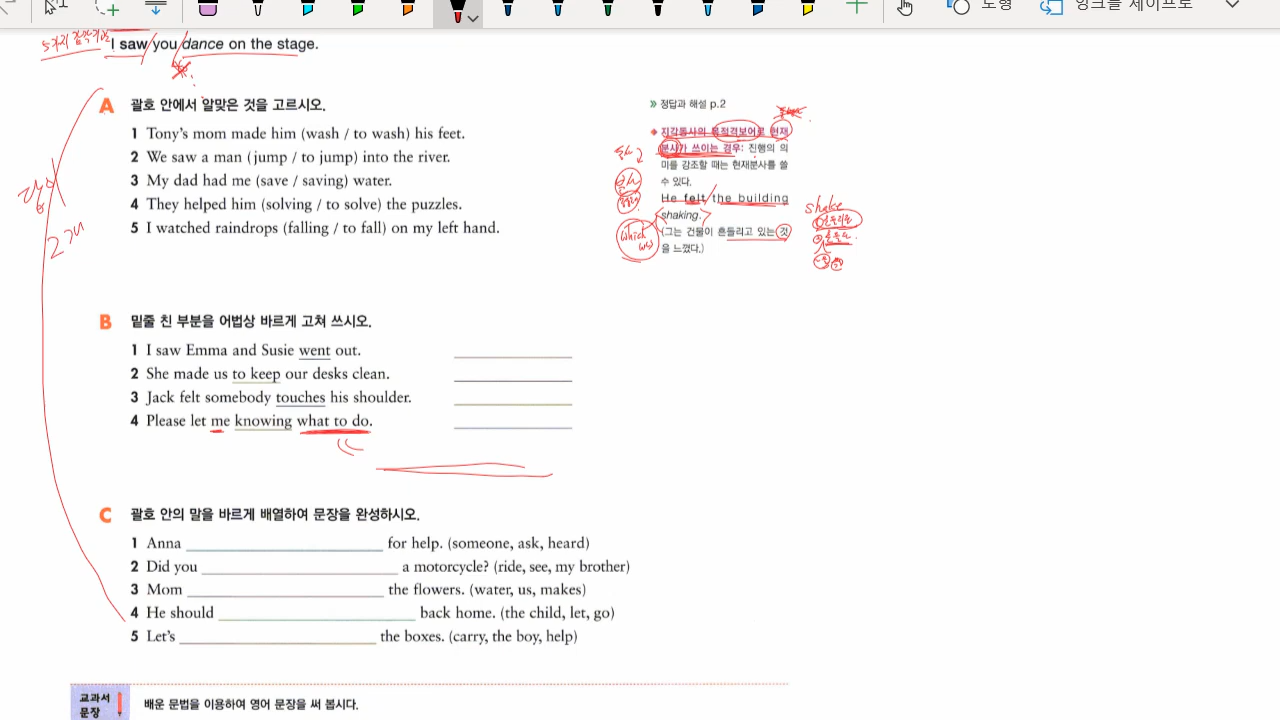 도형
잉크를 셰이프로
I saw you dance on the stage.
A 괄호 안에서 알맞은 것을 고르시오.
1 Tony's mom made him (wash / to wash) his feet.
2 We saw a man (jump / to jump) into the river.
3 My dad had me (save / saving) water.
4 They helped him (solving / to solve) the puzzles.
5 I watched raindrops (falling / to fall) on my left hand.
» 정답과 해설 p.2
지각동사의 목적격보어로 현재
분사가 쓰이는 경우: 진행의 의
미를 강조할 때는 현재분사를 쓸
수 있다.
He felt the building
shaking.
(그는 건물이 흔들리고 있는 것
을 느꼈다.)
shake
which
was
B 밑줄 친 부분을 어법상 바르게 고쳐 쓰시오.
1 I saw Emma and Susie went out.
2 She made us to keep our desks clean.
3 Jack felt somebody touches his shoulder.
4 Please let me knowing what to do.
C 괄호 안의 말을 바르게 배열하여 문장을 완성하시오.
1 Anna ____ for help. (someone, ask, heard)
2 Did you ____ a motorcycle? (ride, see, my brother)
3 Mom ____ the flowers. (water, us, makes)
4 He should ____ back home. (the child, let, go)
5 Let's ____ the boxes. (carry, the boy, help)
교과서
문장
배운 문법을 이용하여 영어 문장을 써 봅시다.